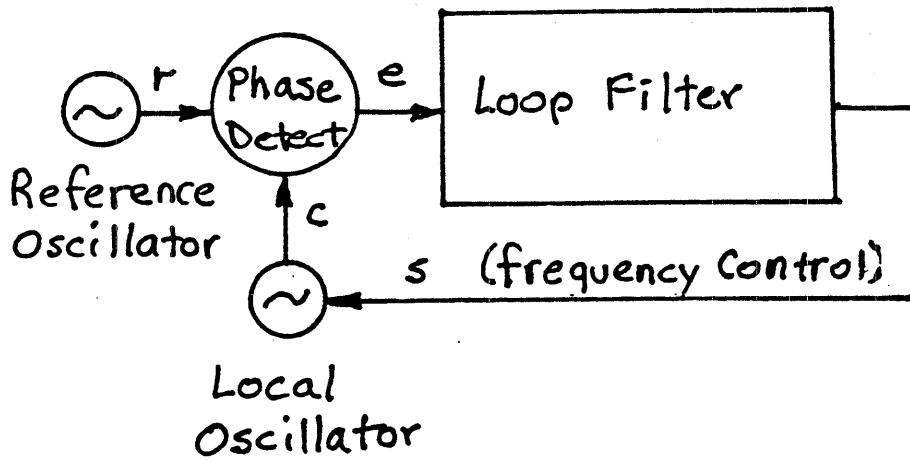 r
Phase
Detect
e
Loop Filter
Reference
Oscillator
c
s (frequency Control)
Local
Oscillator